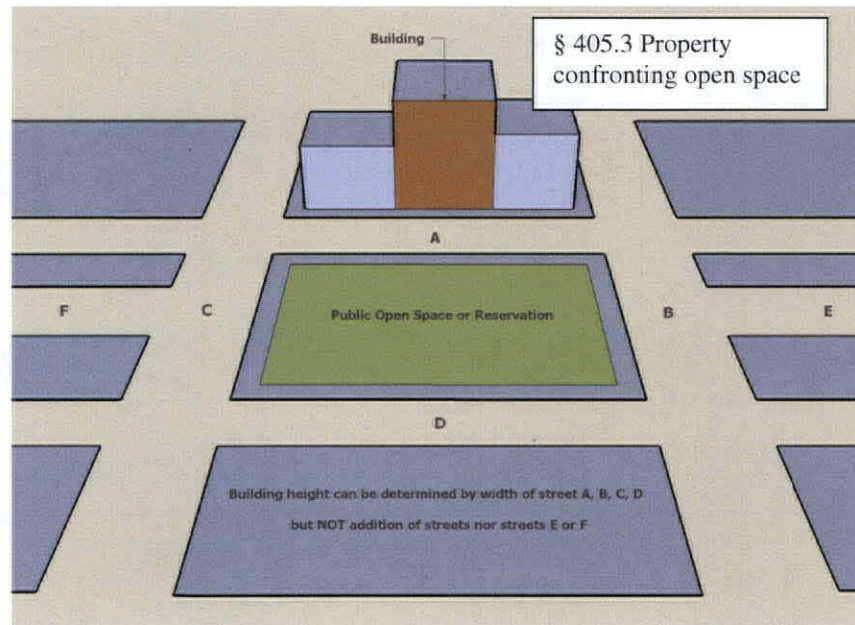 Building
§ 405.3 Property
confronting open space
A
Public Open Space or Reservation
F
C
B
E
D
Building height can be determined by width of street A, B, C, D
but NOT addition of streets nor streets E or F